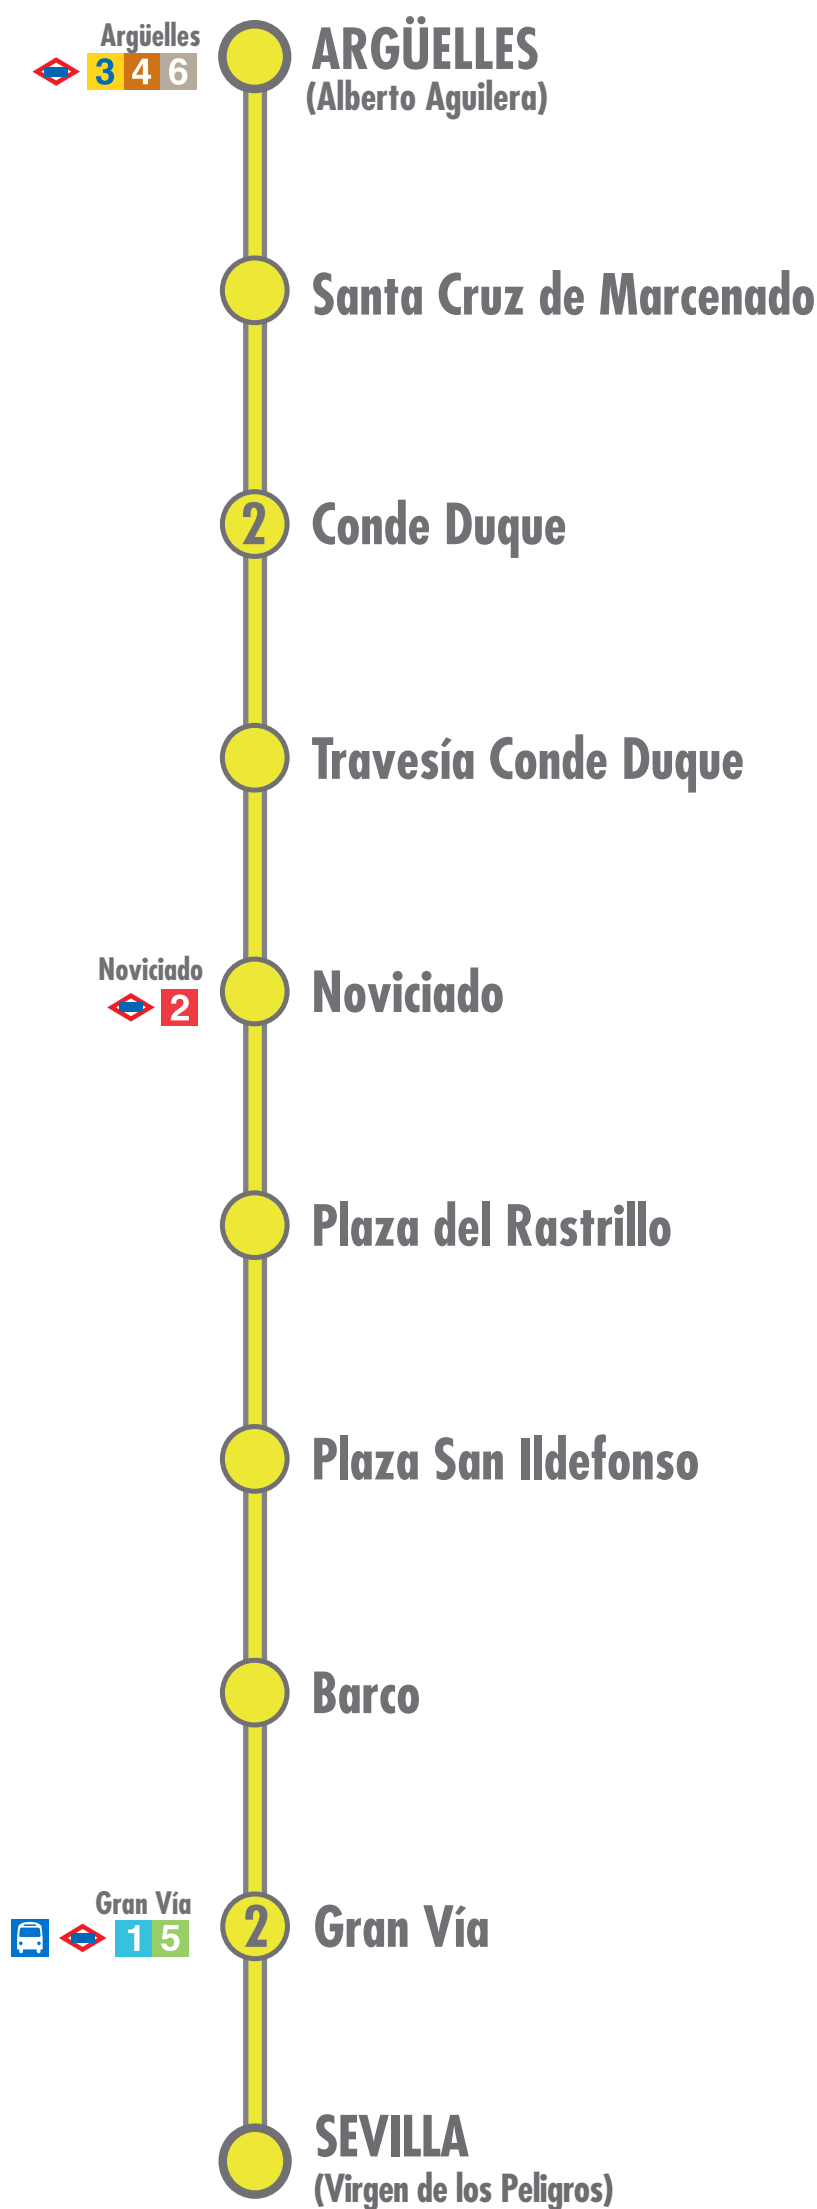 Argüelles
3 4 6
ARGÜELLES
(Alberto Aguilera)
Santa Cruz de Marcenado
2
Conde Duque
Travesía Conde Duque
Noviciado
2
Noviciado
Plaza del Rastrillo
Plaza San Ildefonso
Barco
Gran Vía
1 5
2
Gran Vía
SEVILLA
(Virgen de los Peligros)